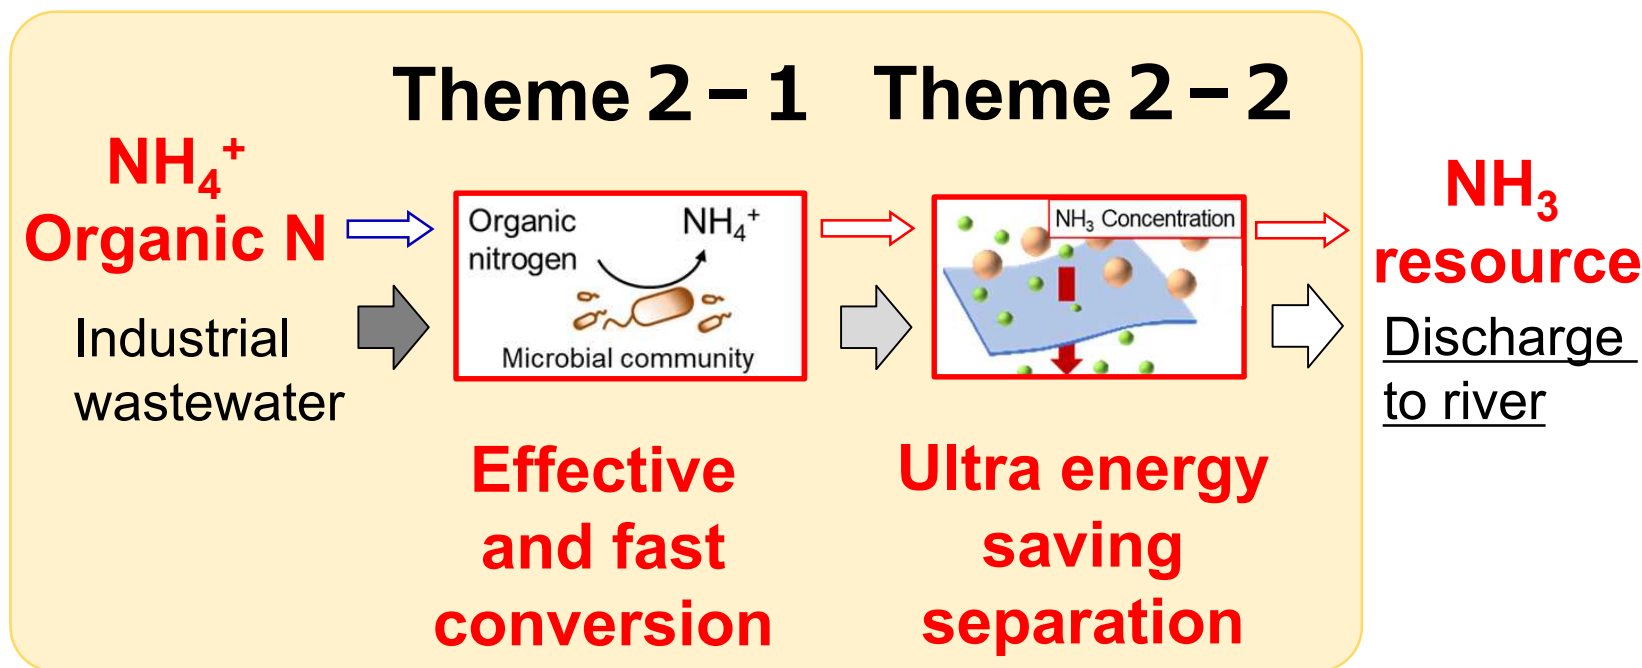 Theme 2－1
Theme 2－2
NH₄⁺
Organic N
Industrial
wastewater
Organic
nitrogen
NH₄⁺
Microbial community
NH₃ Concentration
NH₃
resource
Discharge
to river
Effective
and fast
conversion
Ultra energy
saving
separation